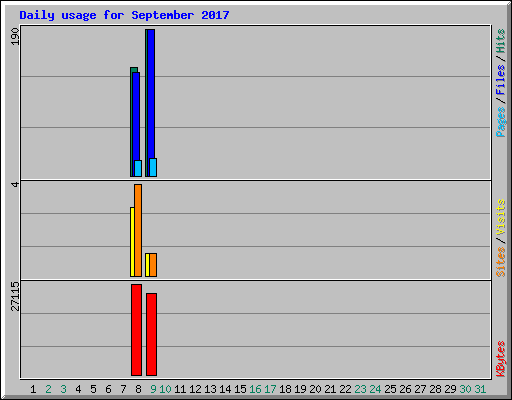 Daily usage for September 2017
190
Pages / Files / Hits
4
Sites / Visits
27115
KBytes
1 2 3 4 5 6 7 8 9 10 11 12 13 14 15 16 17 18 19 20 21 22 23 24 25 26 27 28 29 30 31